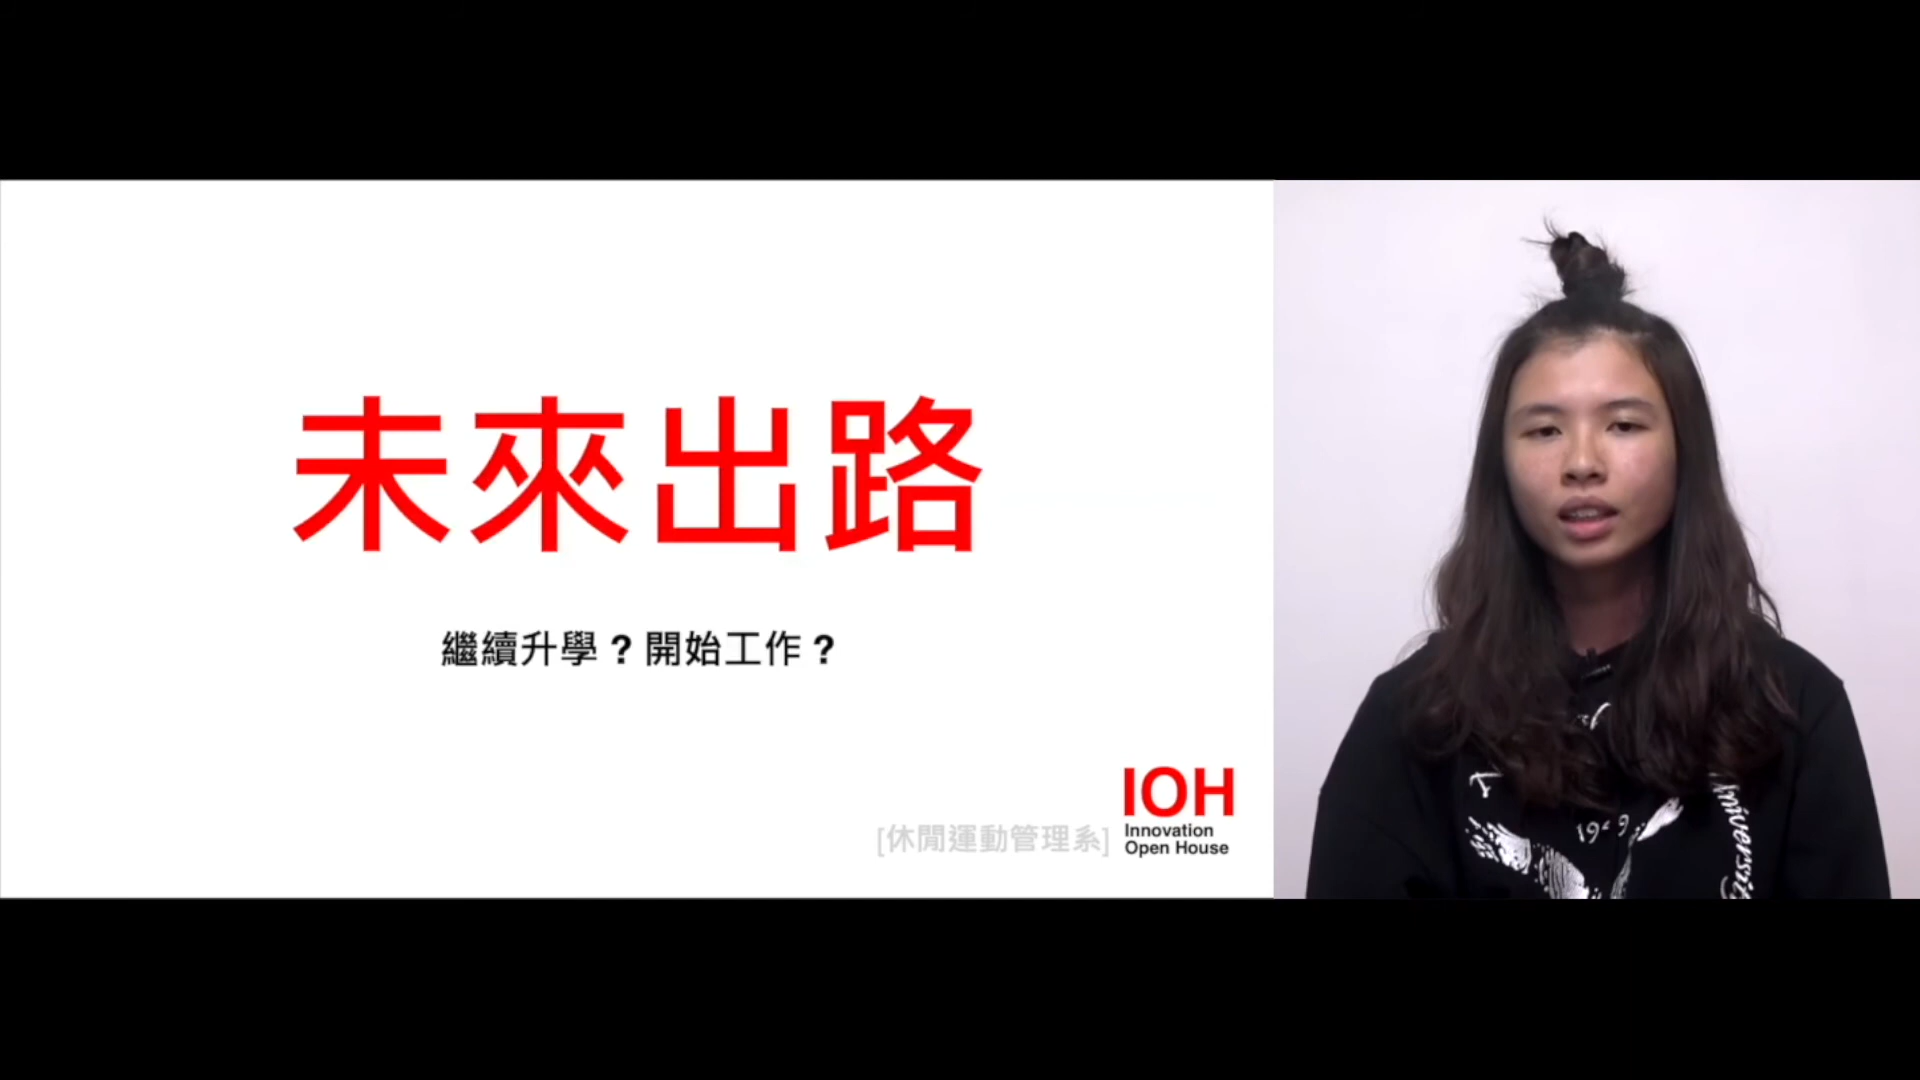 未來出路
繼續升學？開始工作？
[休閒運動管理系]
IOH
Innovation
Open House